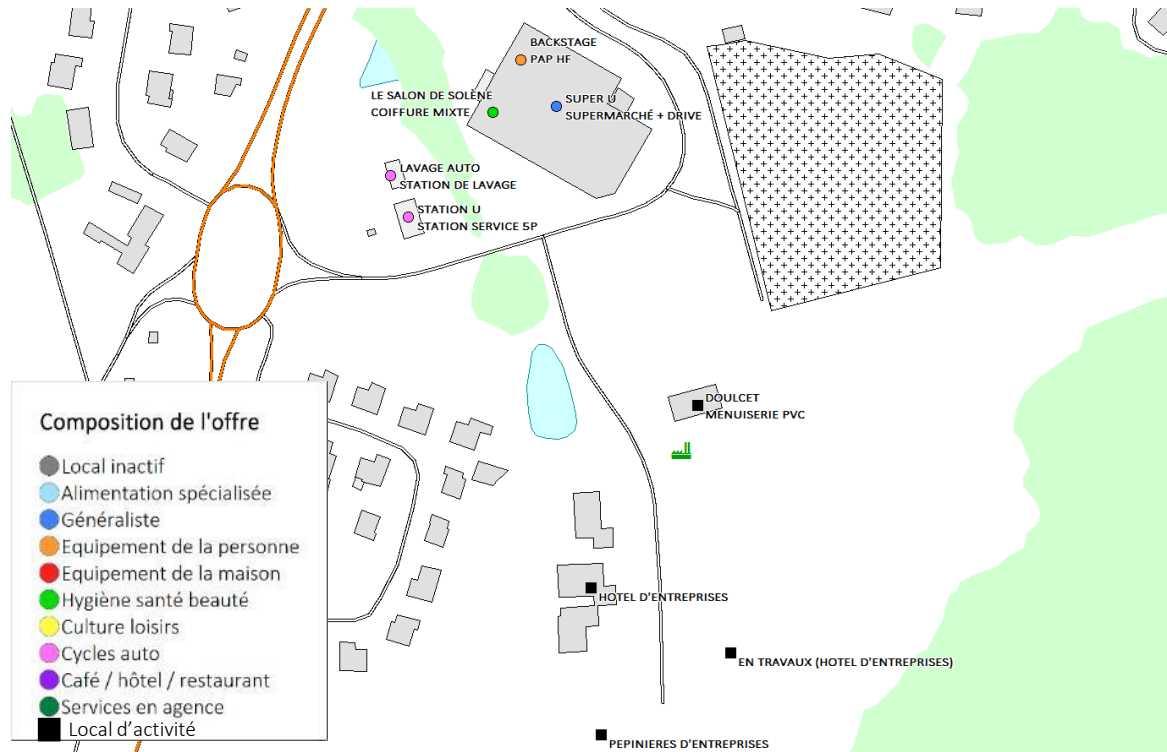 BACKSTAGE
PAP HF
LE SALON DE SOLÈNE
COIFFURE MIXTE
SUPER U
SUPERMARCHÉ + DRIVE
LAVAGE AUTO
STATION DE LAVAGE
STATION U
STATION SERVICE 5P
DOULCET
MENUISERIE PVC
HOTEL D'ENTREPRISES
EN TRAVAUX (HOTEL D'ENTREPRISES)
PEPINIERES D'ENTREPRISES
Composition de l'offre
Local inactif
Alimentation spécialisée
Généraliste
Equipement de la personne
Equipement de la maison
Hygiène santé beauté
Culture loisirs
Cycles auto
Café / hôtel / restaurant
Services en agence
Local d'activité